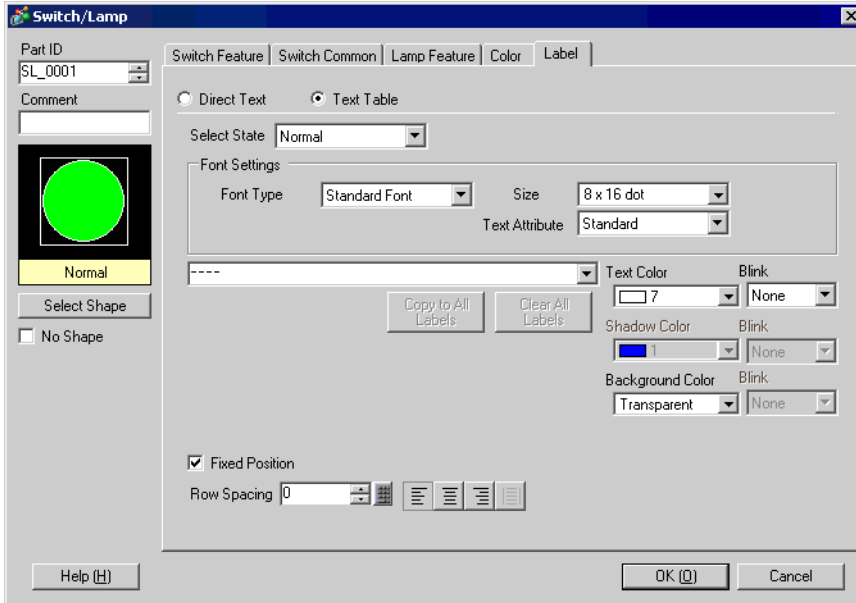 Switch/Lamp
Part ID
SL_0001
Comment
Normal
Select Shape
No Shape
Switch Feature Switch Common Lamp Feature Color Label
Direct Text Text Table
Select State Normal
Font Settings
Font Type Standard Font Size 8 x 16 dot
Text Attribute Standard
----
Copy to All
Labels
Clear All
Labels
Text Color Blink
7 None
Shadow Color Blink
1 None
Background Color Blink
Transparent None
Fixed Position
Row Spacing 0
Help (H) OK (O) Cancel